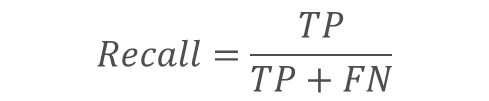 Recall = TP / (TP + FN)